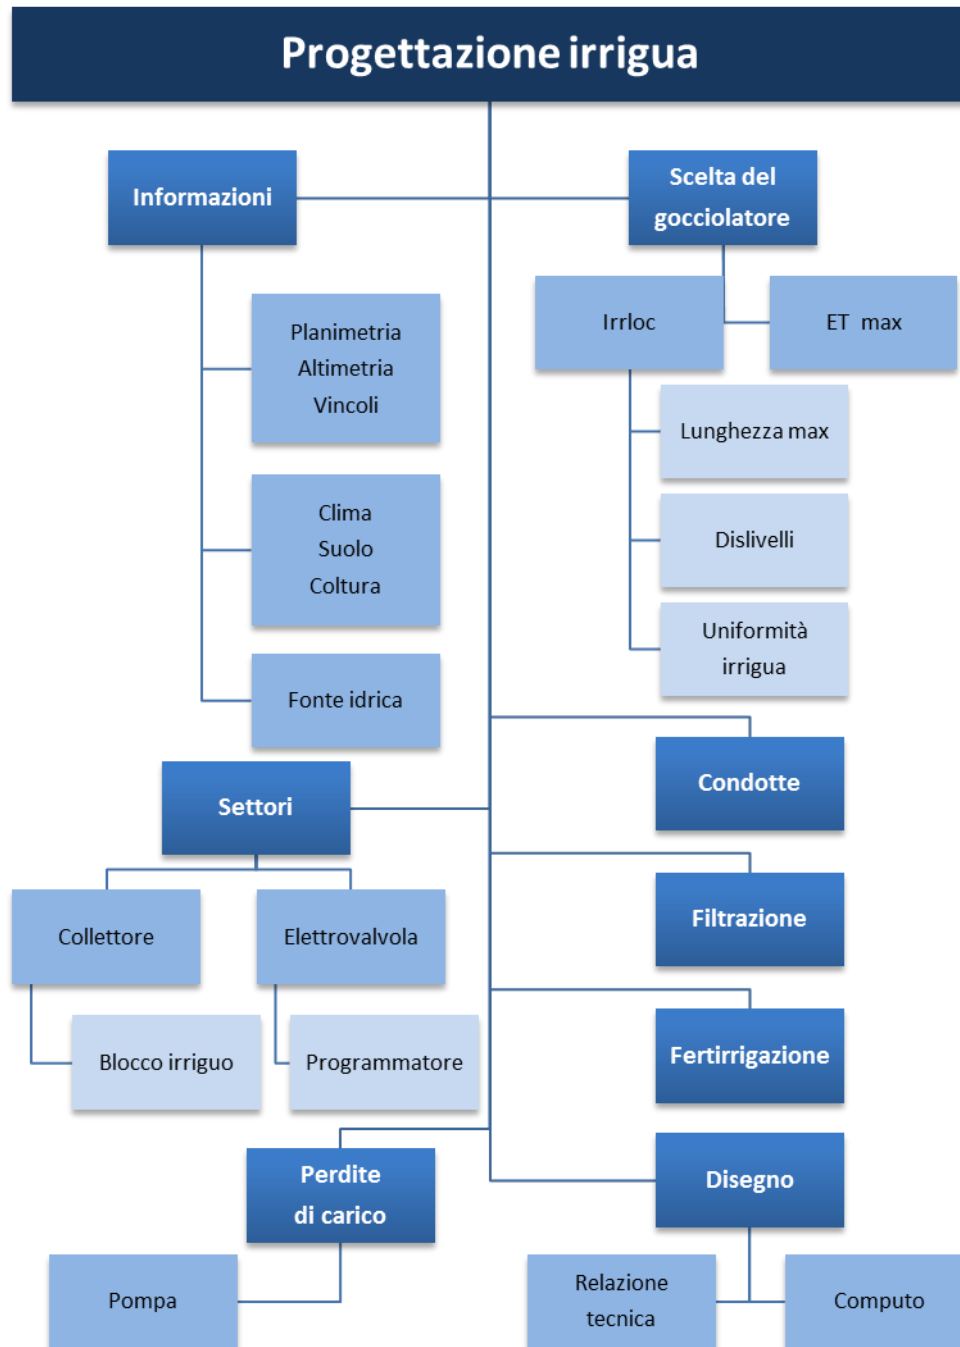 Progettazione irrigua
Informazioni
Scelta del
gocciolatore
Irrloc
ET max
Planimetria
Altimetria
Vincoli
Lunghezza max
Clima
Suolo
Coltura
Dislivelli
Uniformità
irrigua
Fonte idrica
Condotte
Settori
Filtrazione
Collettore
Elettrovalvola
Blocco irriguo
Programmatore
Fertirrigazione
Perdite
di carico
Disegno
Pompa
Relazione
tecnica
Computo